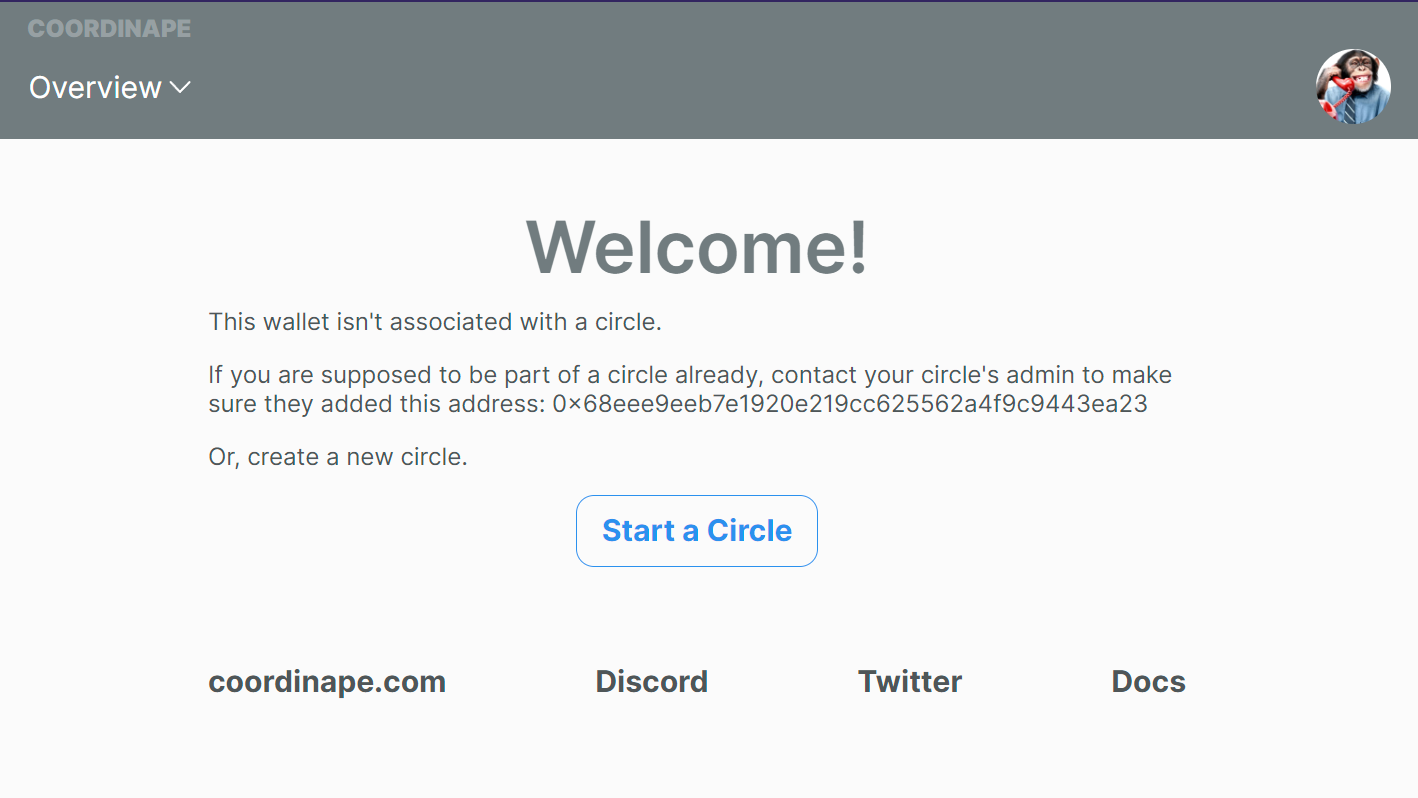 COORDINAPE
Overview
Welcome!
This wallet isn't associated with a circle.
If you are supposed to be part of a circle already, contact your circle's admin to make
sure they added this address: 0×68eee9eeb7e1920e219cc625562a4f9c9443ea23
Or, create a new circle.
Start a Circle
coordinape.com Discord Twitter Docs